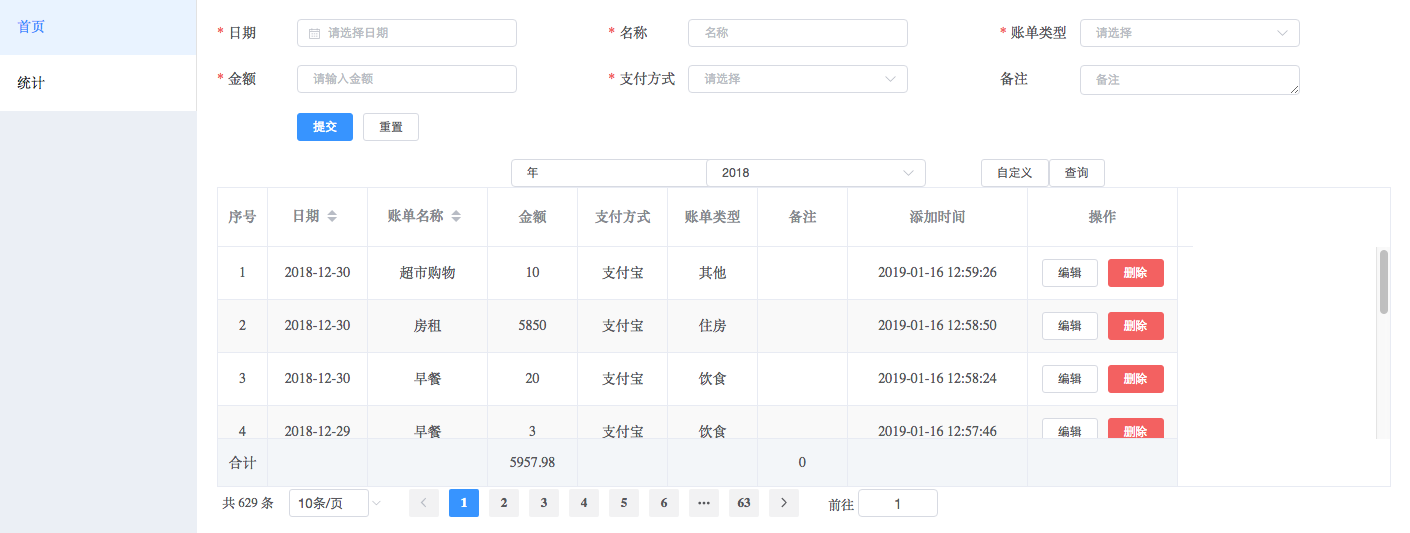 首页
统计
* 日期 请选择日期 * 名称 名称 * 账单类型 请选择
* 金额 请输入金额 * 支付方式 请选择 备注 备注
提交 重置
年 2018 自定义 查询
序号 日期 账单名称 金额 支付方式 账单类型 备注 添加时间 操作
1 2018-12-30 超市购物 10 支付宝 其他 2019-01-16 12:59:26 编辑 删除
2 2018-12-30 房租 5850 支付宝 住房 2019-01-16 12:58:50 编辑 删除
3 2018-12-30 早餐 20 支付宝 饮食 2019-01-16 12:58:24 编辑 删除
4 2018-12-29 早餐 3 支付宝 饮食 2019-01-16 12:57:46 编辑 删除
合计 5957.98 0
共 629 条 10条/页 1 2 3 4 5 6 ••• 63 前往 1